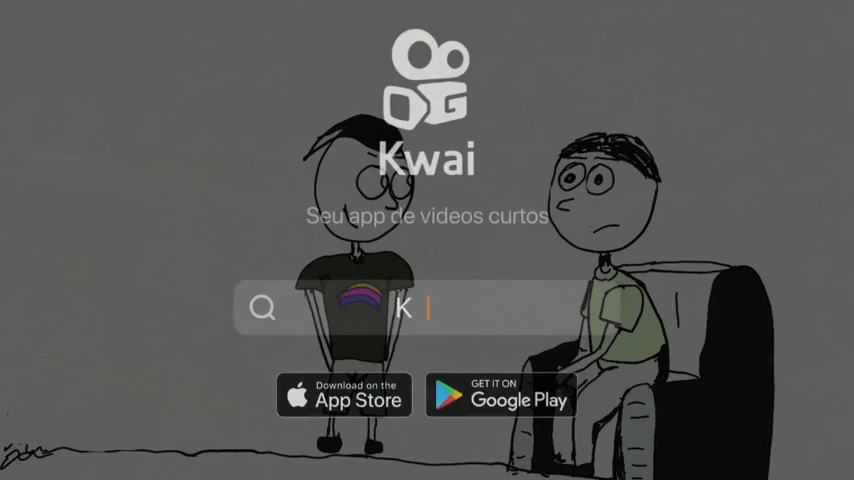 Kwai
Seu app de videos curtos
K
Download on the
App Store
GET IT ON
Google Play